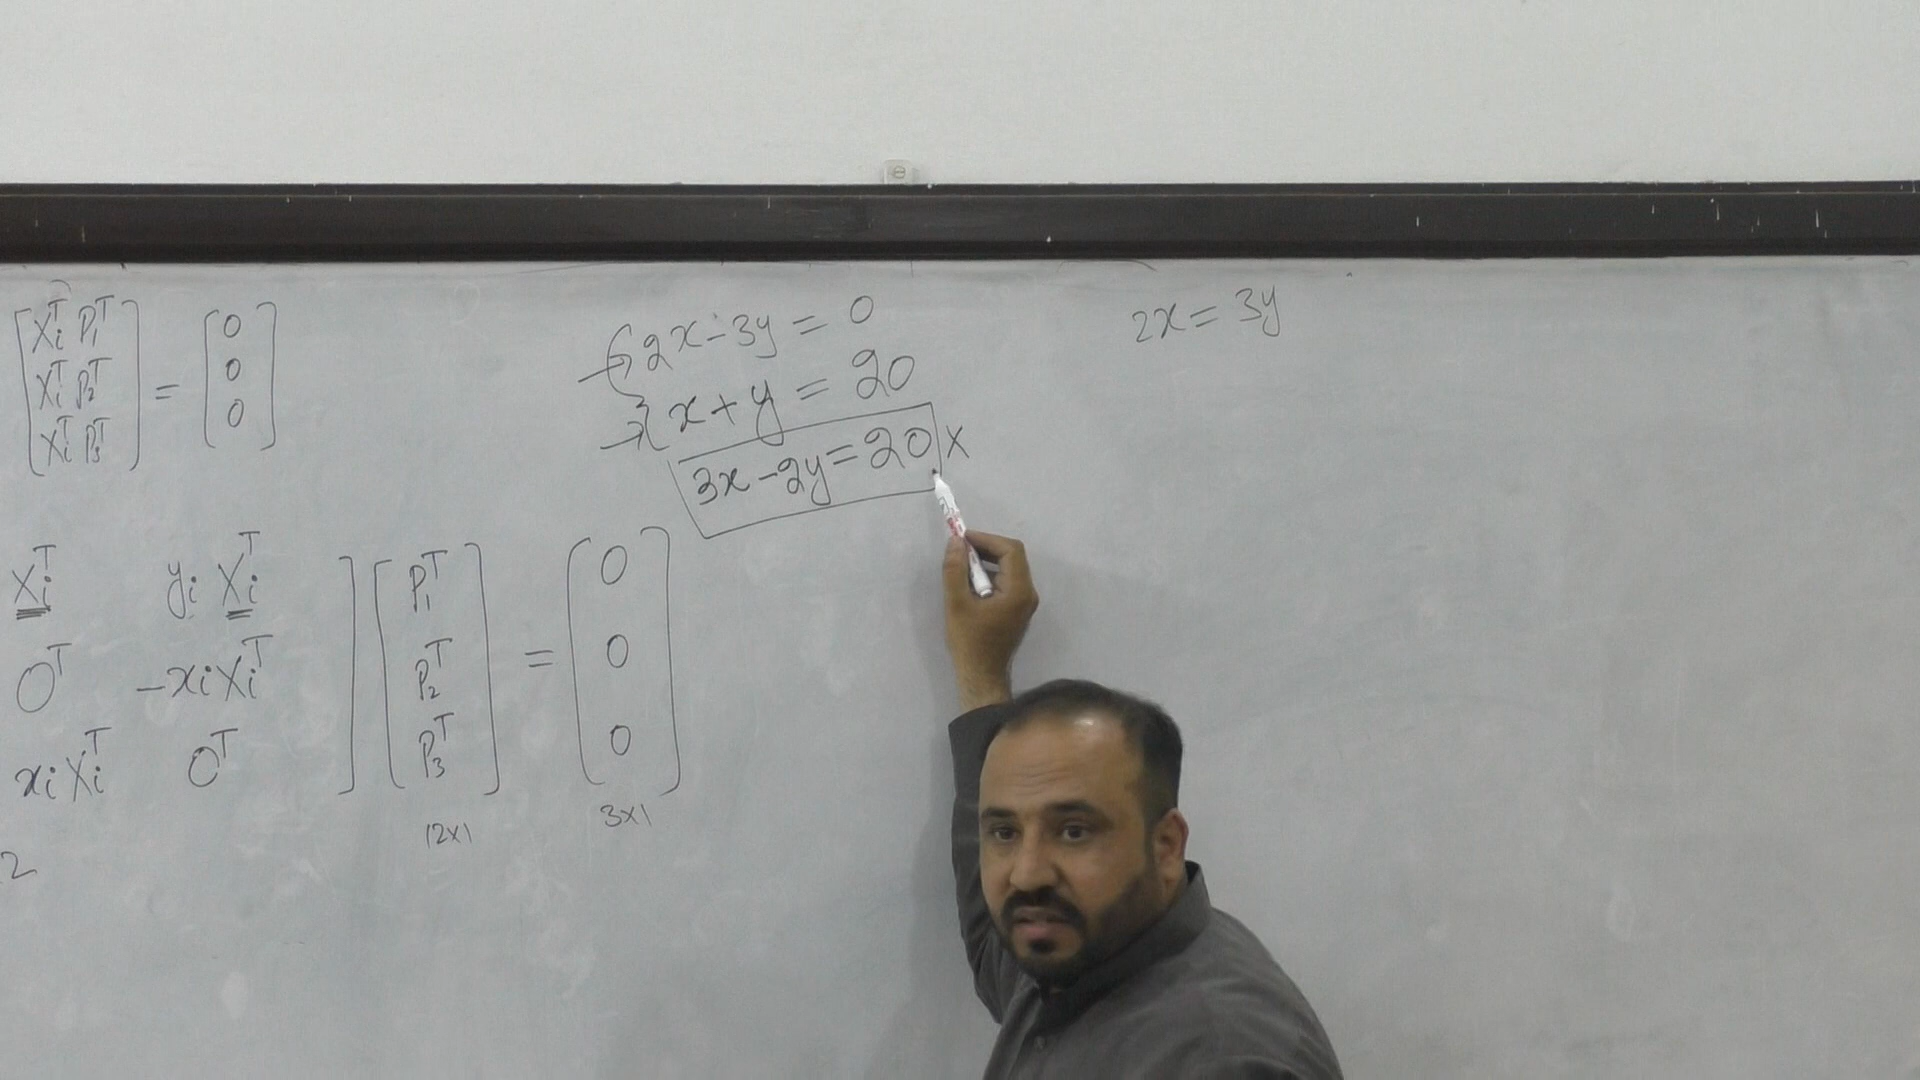 [Xᵢᵀ P₁ᵀ] = [0]
[Xᵢᵀ P₂ᵀ] [0]
[Xᵢᵀ P₃ᵀ] [0]
2x - 3y = 0
x + y = 20
3x - 2y = 20 x
2x = 3y
Xᵢᵀ yᵢ Xᵢᵀ ] [P₁ᵀ] = [0]
0ᵀ -xᵢXᵢᵀ ] [P₂ᵀ] [0]
xᵢXᵢᵀ 0ᵀ ] [P₃ᵀ] [0]
12x1 3x1
2